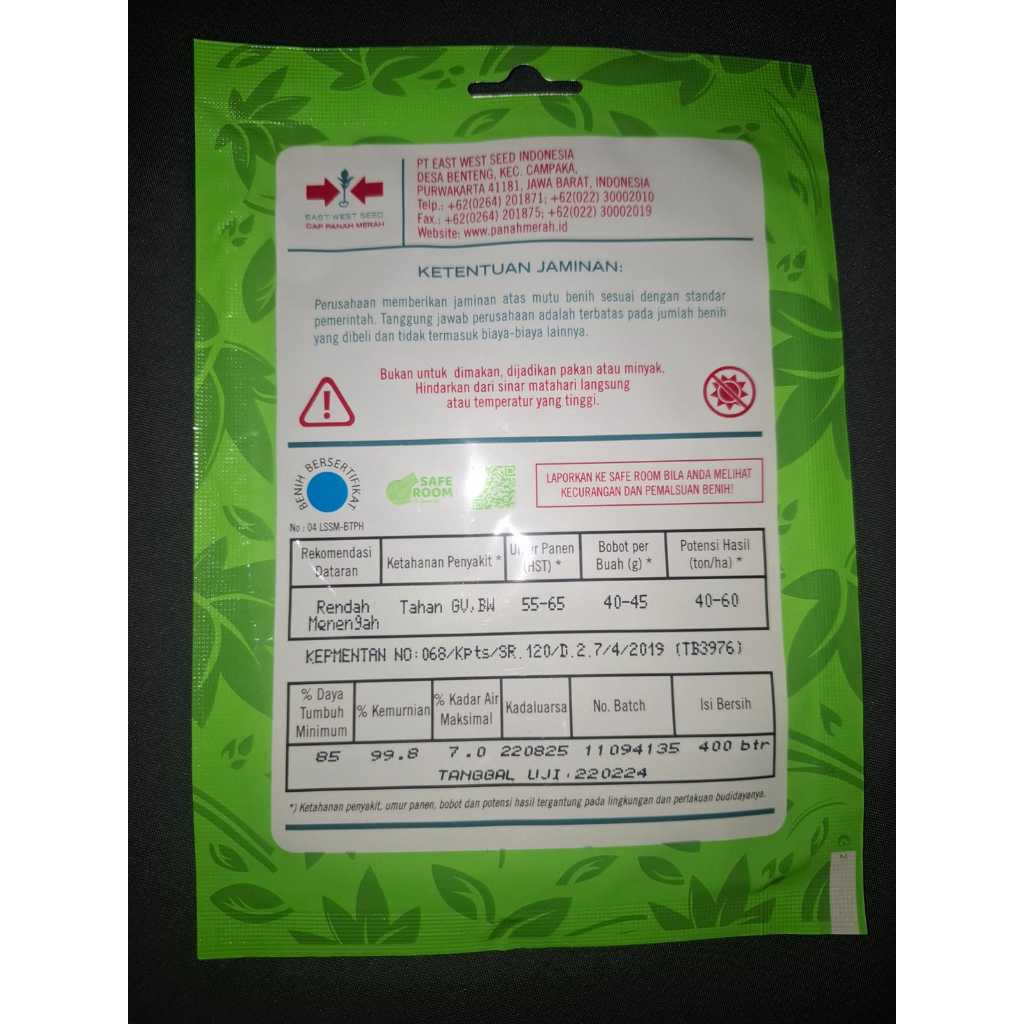 EAST WEST SEED
CAP PANAH MERAH
PT EAST WEST SEED INDONESIA
DESA BENTENG, KEC. CAMPAKA,
PURWAKARTA 41181, JAWA BARAT, INDONESIA
Telp.: +62(0264) 201871; +62(022) 30002010
Fax.: +62(0264) 201875; +62(022) 30002019
Website: www.panahmerah.id
KETENTUAN JAMINAN:
Perusahaan memberikan jaminan atas mutu benih sesuai dengan standar
pemerintah. Tanggung jawab perusahaan adalah terbatas pada jumlah benih
yang dibeli dan tidak termasuk biaya-biaya lainnya.
Bukan untuk dimakan, dijadikan pakan atau minyak.
Hindarkan dari sinar matahari langsung
atau temperatur yang tinggi.
BENIH BERSERTIFIKAT
No : 04 LSSM-BTPH
SAFE
ROOM
LAPORKAN KE SAFE ROOM BILA ANDA MELIHAT
KECURANGAN DAN PEMALSUAN BENIH!
Rekomendasi Dataran
Ketahanan Penyakit *
Umur Panen (HST) *
Bobot per Buah (g) *
Potensi Hasil (ton/ha) *
Rendah Menengah
Tahan GV,BW
55-65
40-45
40-60
KEPMENTAN NO:068/Kpts/SR.120/D.2.7/4/2019 (TB3976)
% Daya Tumbuh Minimum
% Kemurnian
% Kadar Air Maksimal
Kadaluarsa
No. Batch
Isi Bersih
85
99.8
7.0
220825
11094135
400 btr
TANGGAL UJI:220224
*) Ketahanan penyakit, umur panen, bobot dan potensi hasil tergantung pada lingkungan dan perlakuan budidayanya.